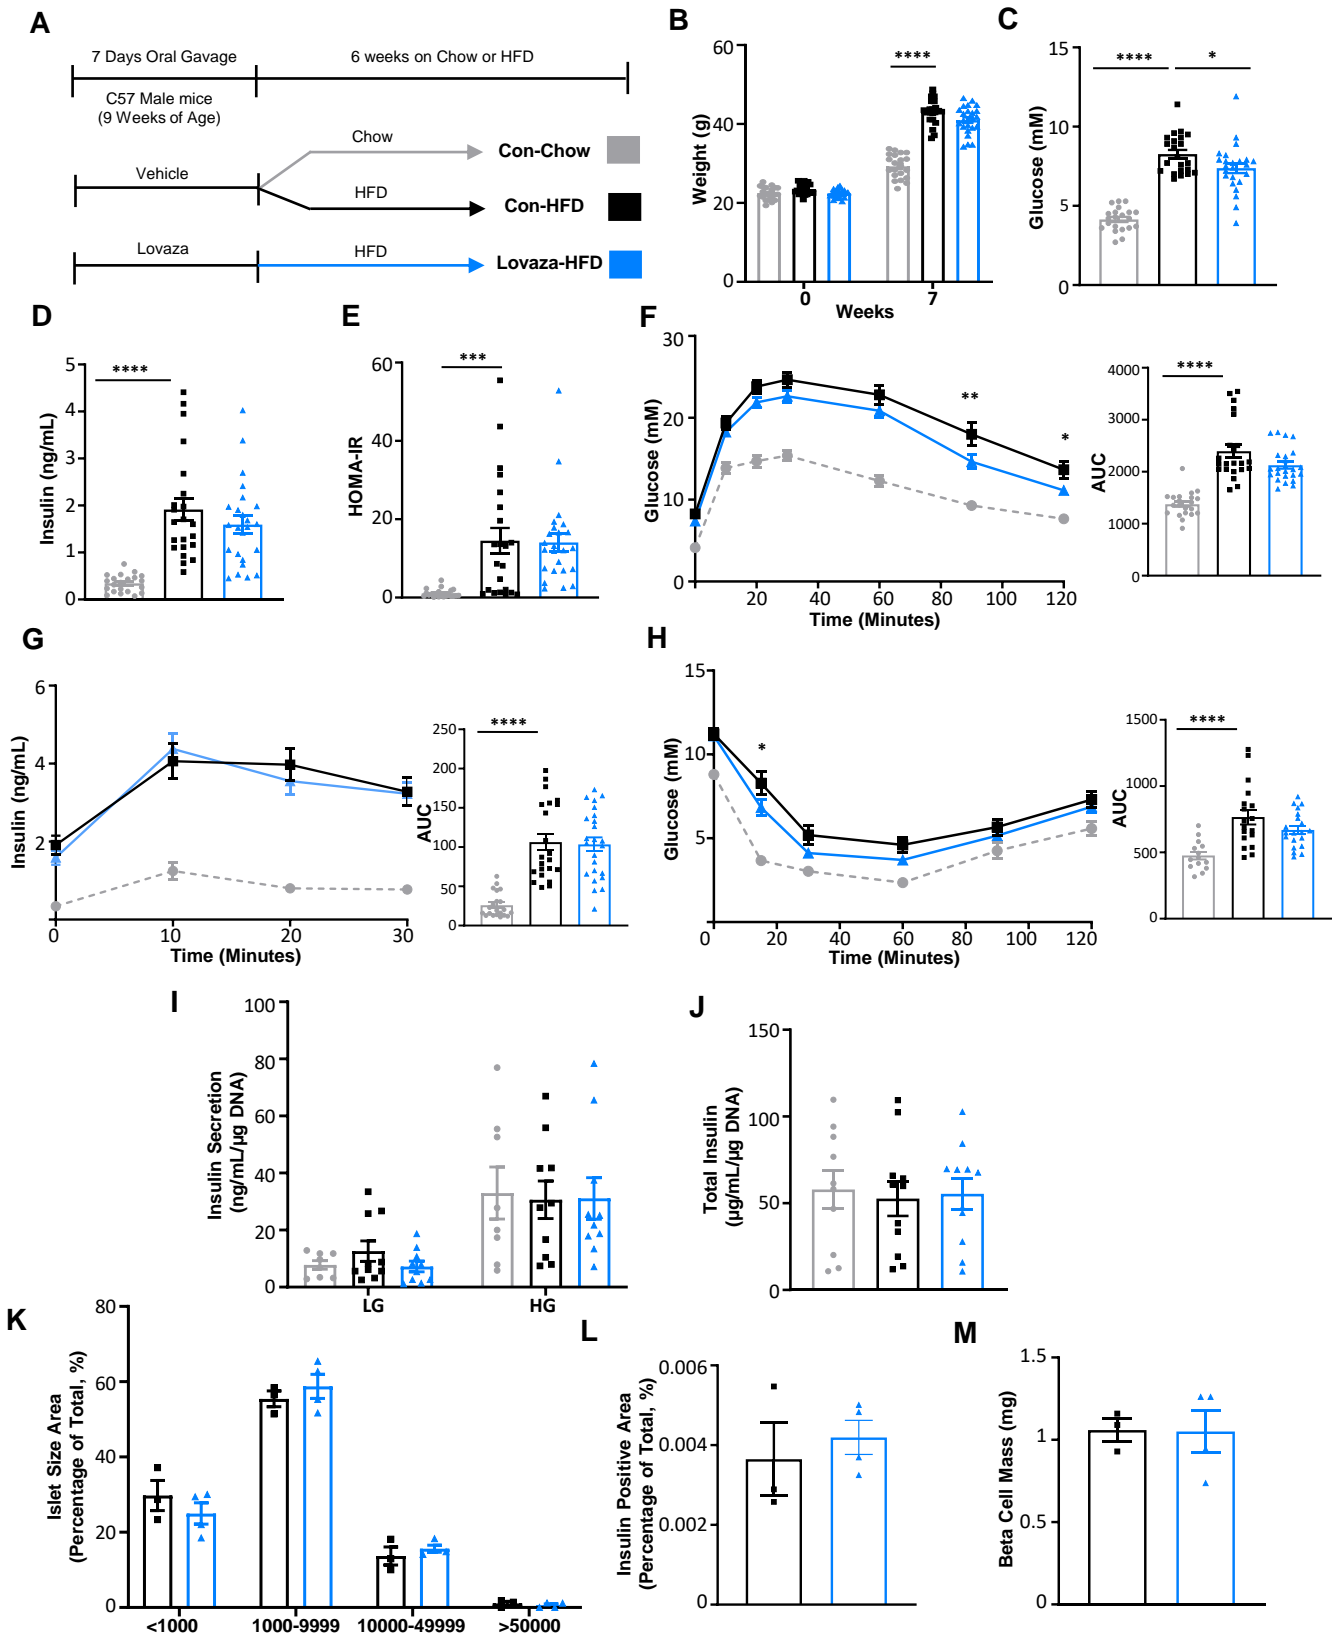 A
7 Days Oral Gavage
6 weeks on Chow or HFD
C57 Male mice
(9 Weeks of Age)
Chow
Con-Chow
Vehicle
HFD
Con-HFD
Lovaza
HFD
Lovaza-HFD
B
Weight (g)
60
40
20
0
****
0
7
Weeks
C
Glucose (mM)
15
10
5
0
****
*
D
Insulin (ng/mL)
5
4
3
2
1
0
****
E
HOMA-IR
60
40
20
0
***
F
Glucose (mM)
30
20
10
0
**
*
20
40
60
80
100
120
Time (Minutes)
AUC
4000
3000
2000
1000
0
****
G
Insulin (ng/mL)
6
4
2
0
10
20
30
Time (Minutes)
AUC
250
200
150
100
50
0
****
H
Glucose (mM)
15
10
5
*
0
20
40
60
80
100
120
Time (Minutes)
AUC
1500
1000
500
0
****
I
Insulin Secretion
(ng/mL/µg DNA)
100
80
60
40
20
0
LG
HG
J
Total Insulin
(µg/mL/µg DNA)
150
100
50
0
K
Islet Size Area
(Percentage of Total, %)
80
60
40
20
0
<1000
1000-9999
10000-49999
>50000
L
Insulin Positive Area
(Percentage of Total, %)
0.006
0.004
0.002
0
M
Beta Cell Mass (mg)
1.5
1
0.5
0